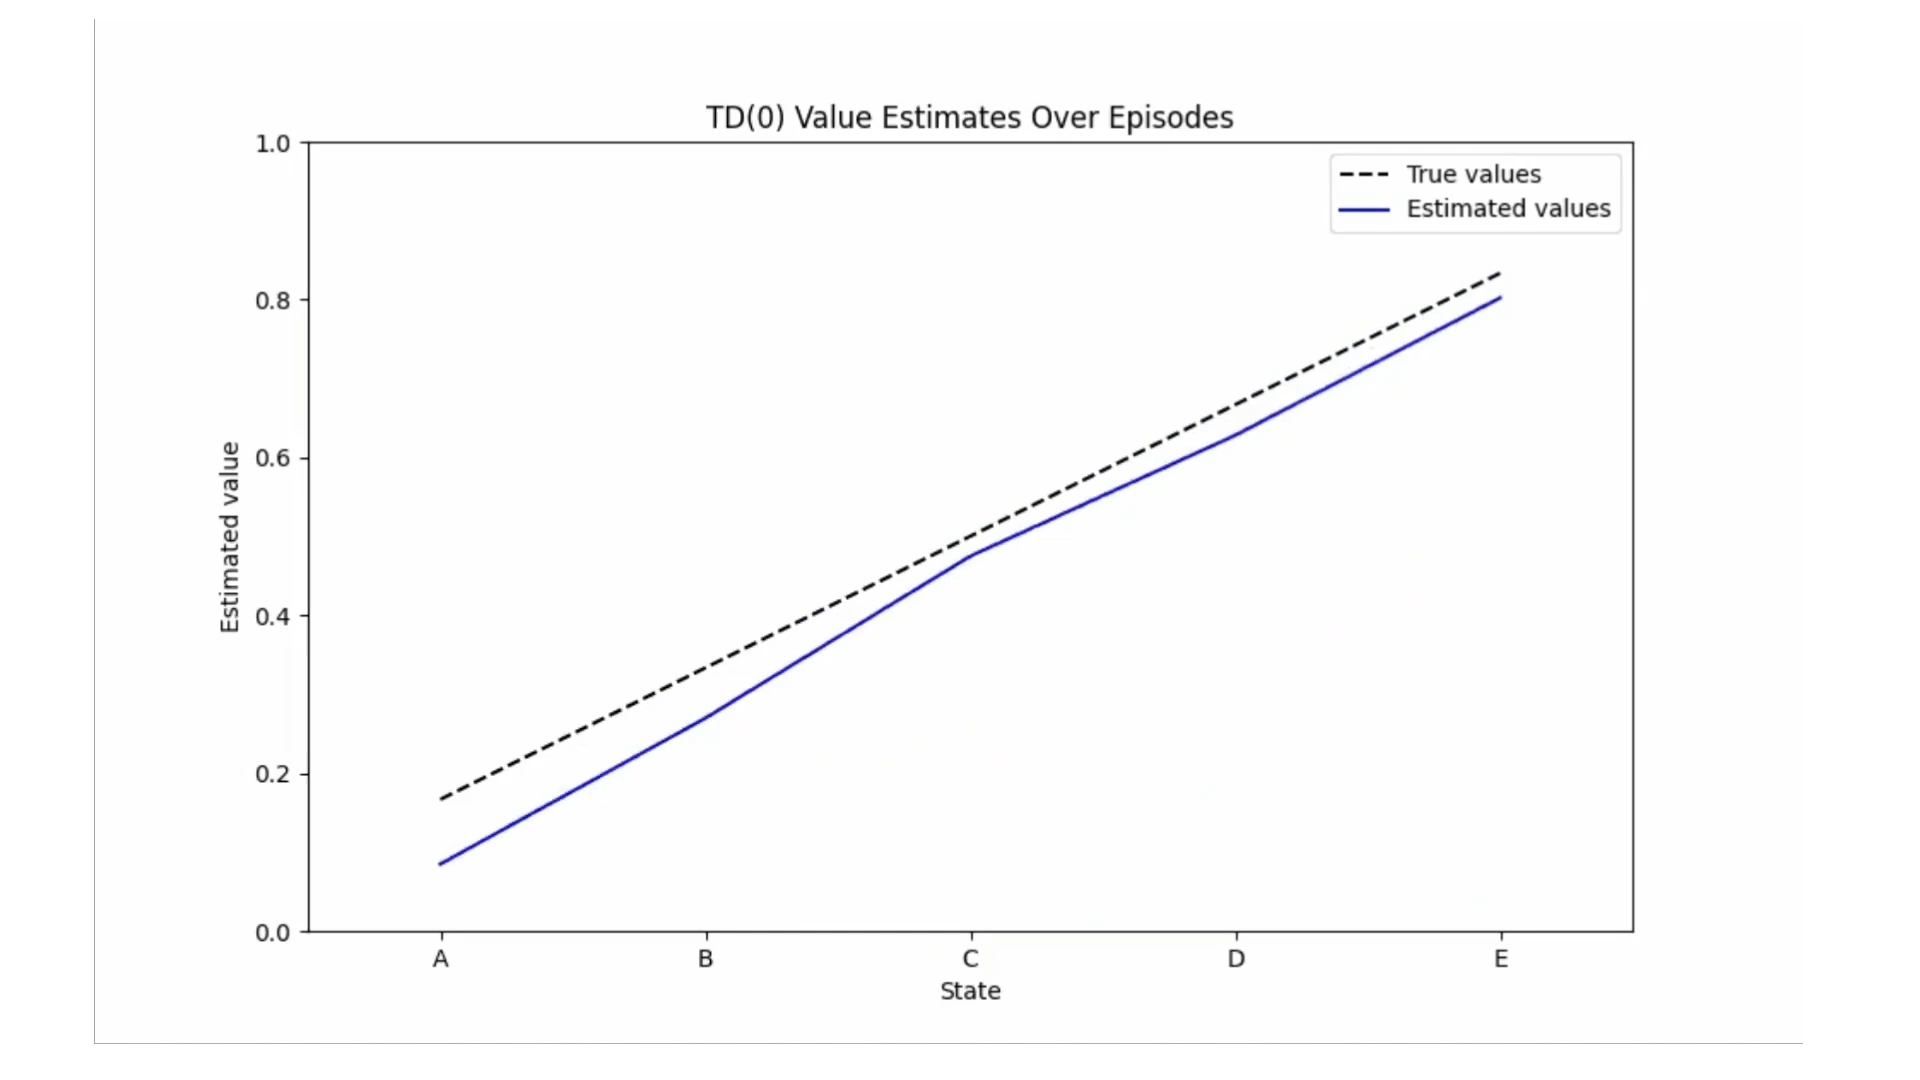 TD(0) Value Estimates Over Episodes
True values
Estimated values
1.0
0.8
0.6
0.4
0.2
0.0
Estimated value
A B C D E
State